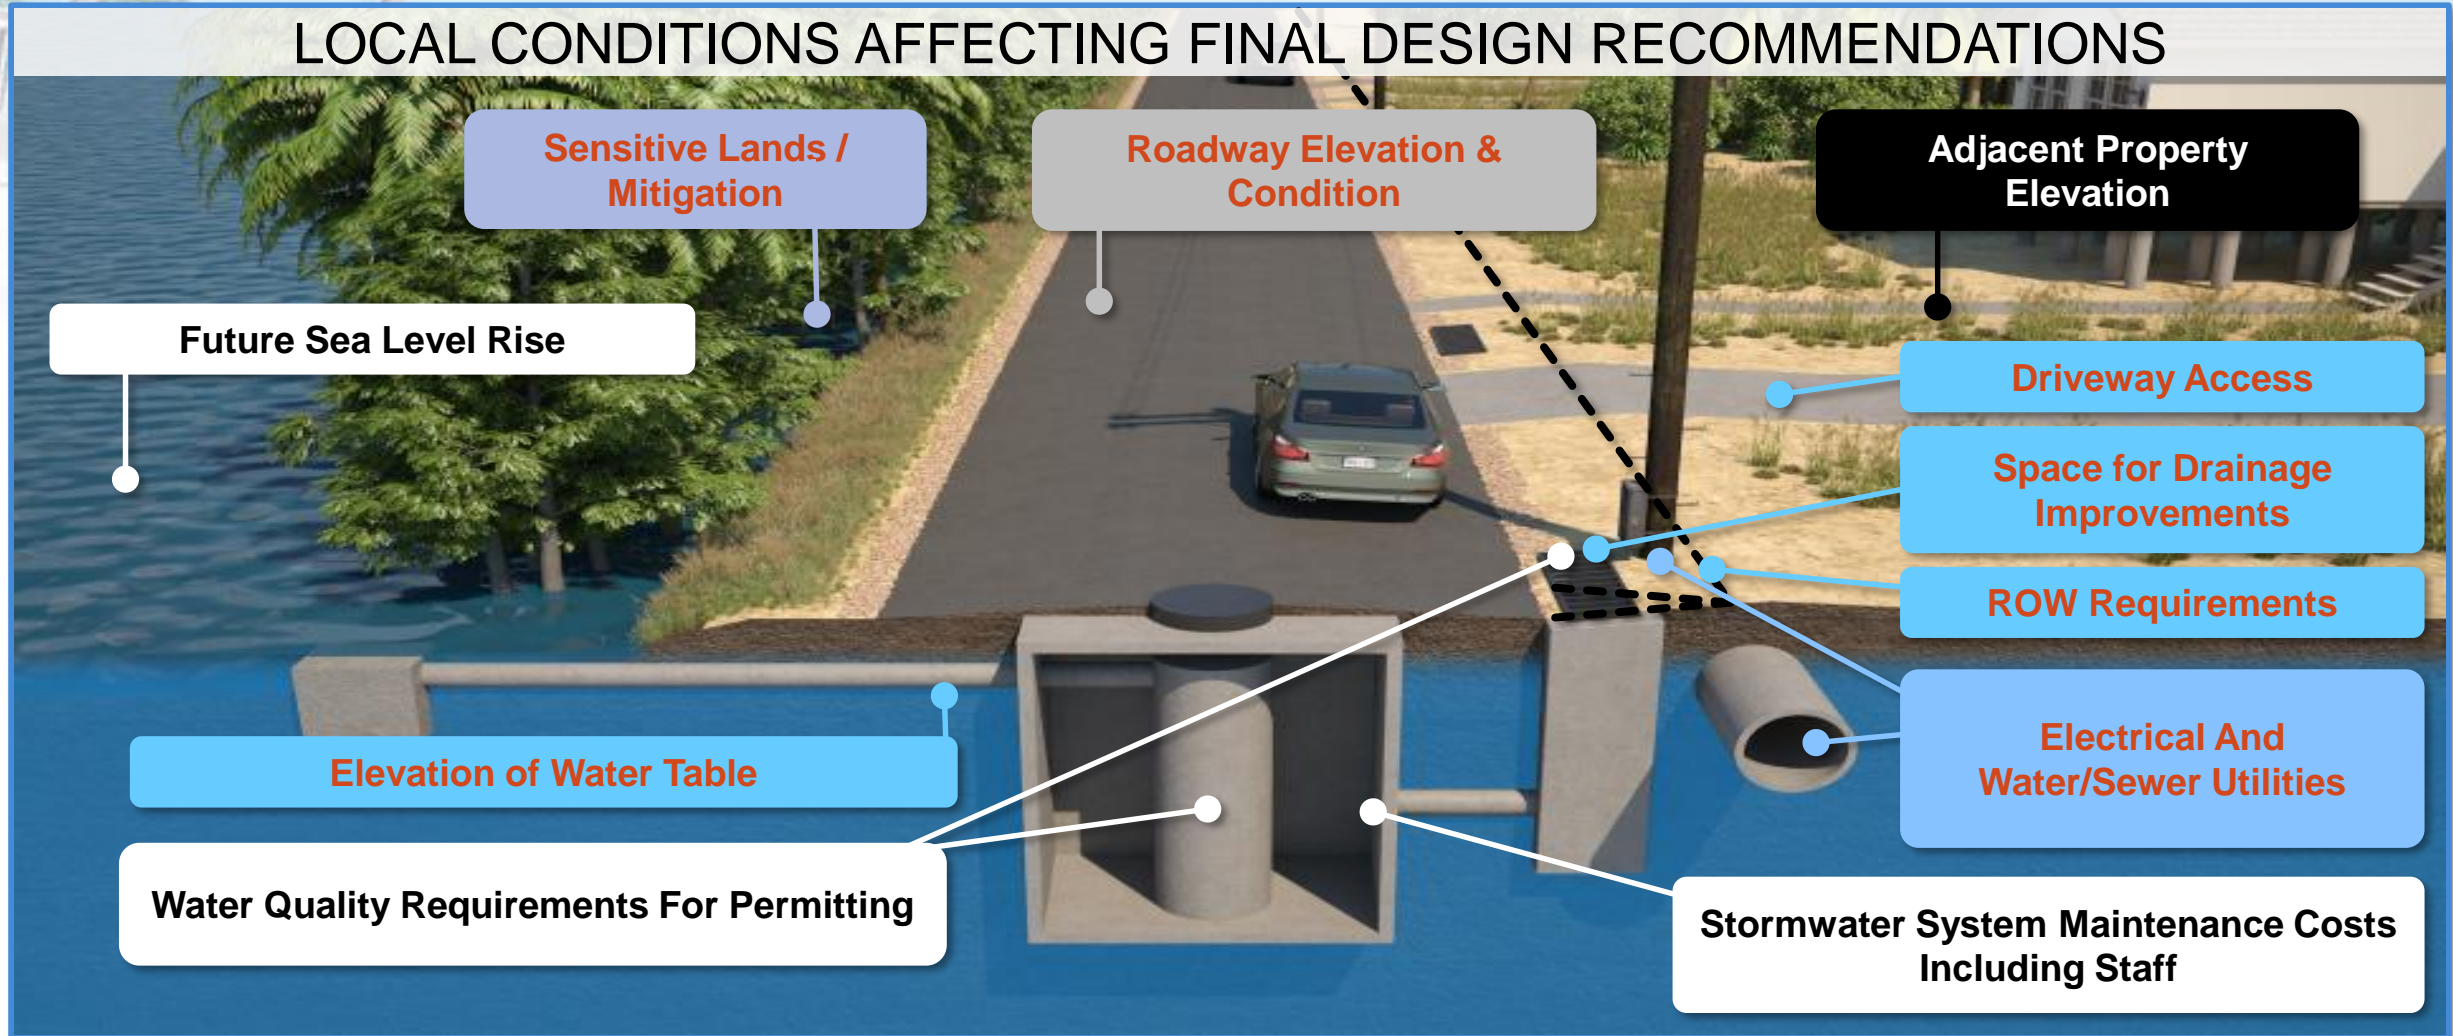 LOCAL CONDITIONS AFFECTING FINAL DESIGN RECOMMENDATIONS
Sensitive Lands /
Mitigation
Roadway Elevation &
Condition
Adjacent Property
Elevation
Future Sea Level Rise
Driveway Access
Space for Drainage
Improvements
ROW Requirements
Electrical And
Water/Sewer Utilities
Elevation of Water Table
Water Quality Requirements For Permitting
Stormwater System Maintenance Costs
Including Staff